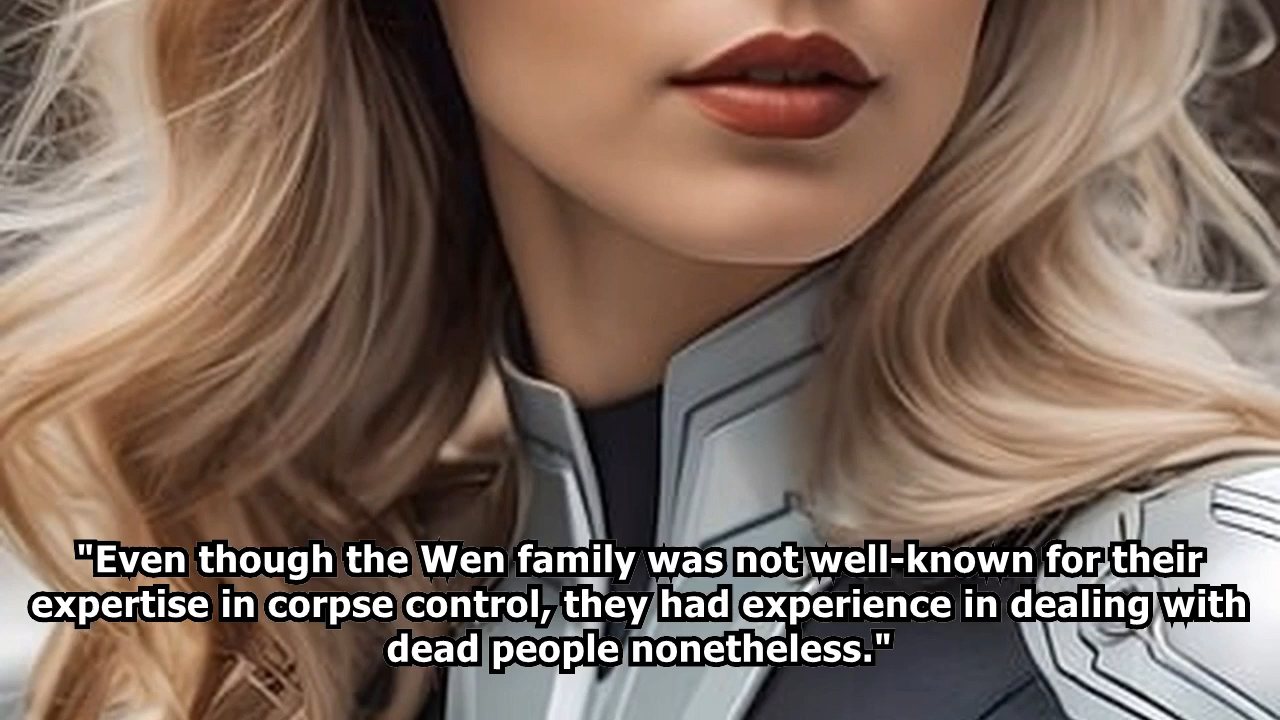 "Even though the Wen family was not well-known for their
expertise in corpse control, they had experience in dealing with
dead people nonetheless."